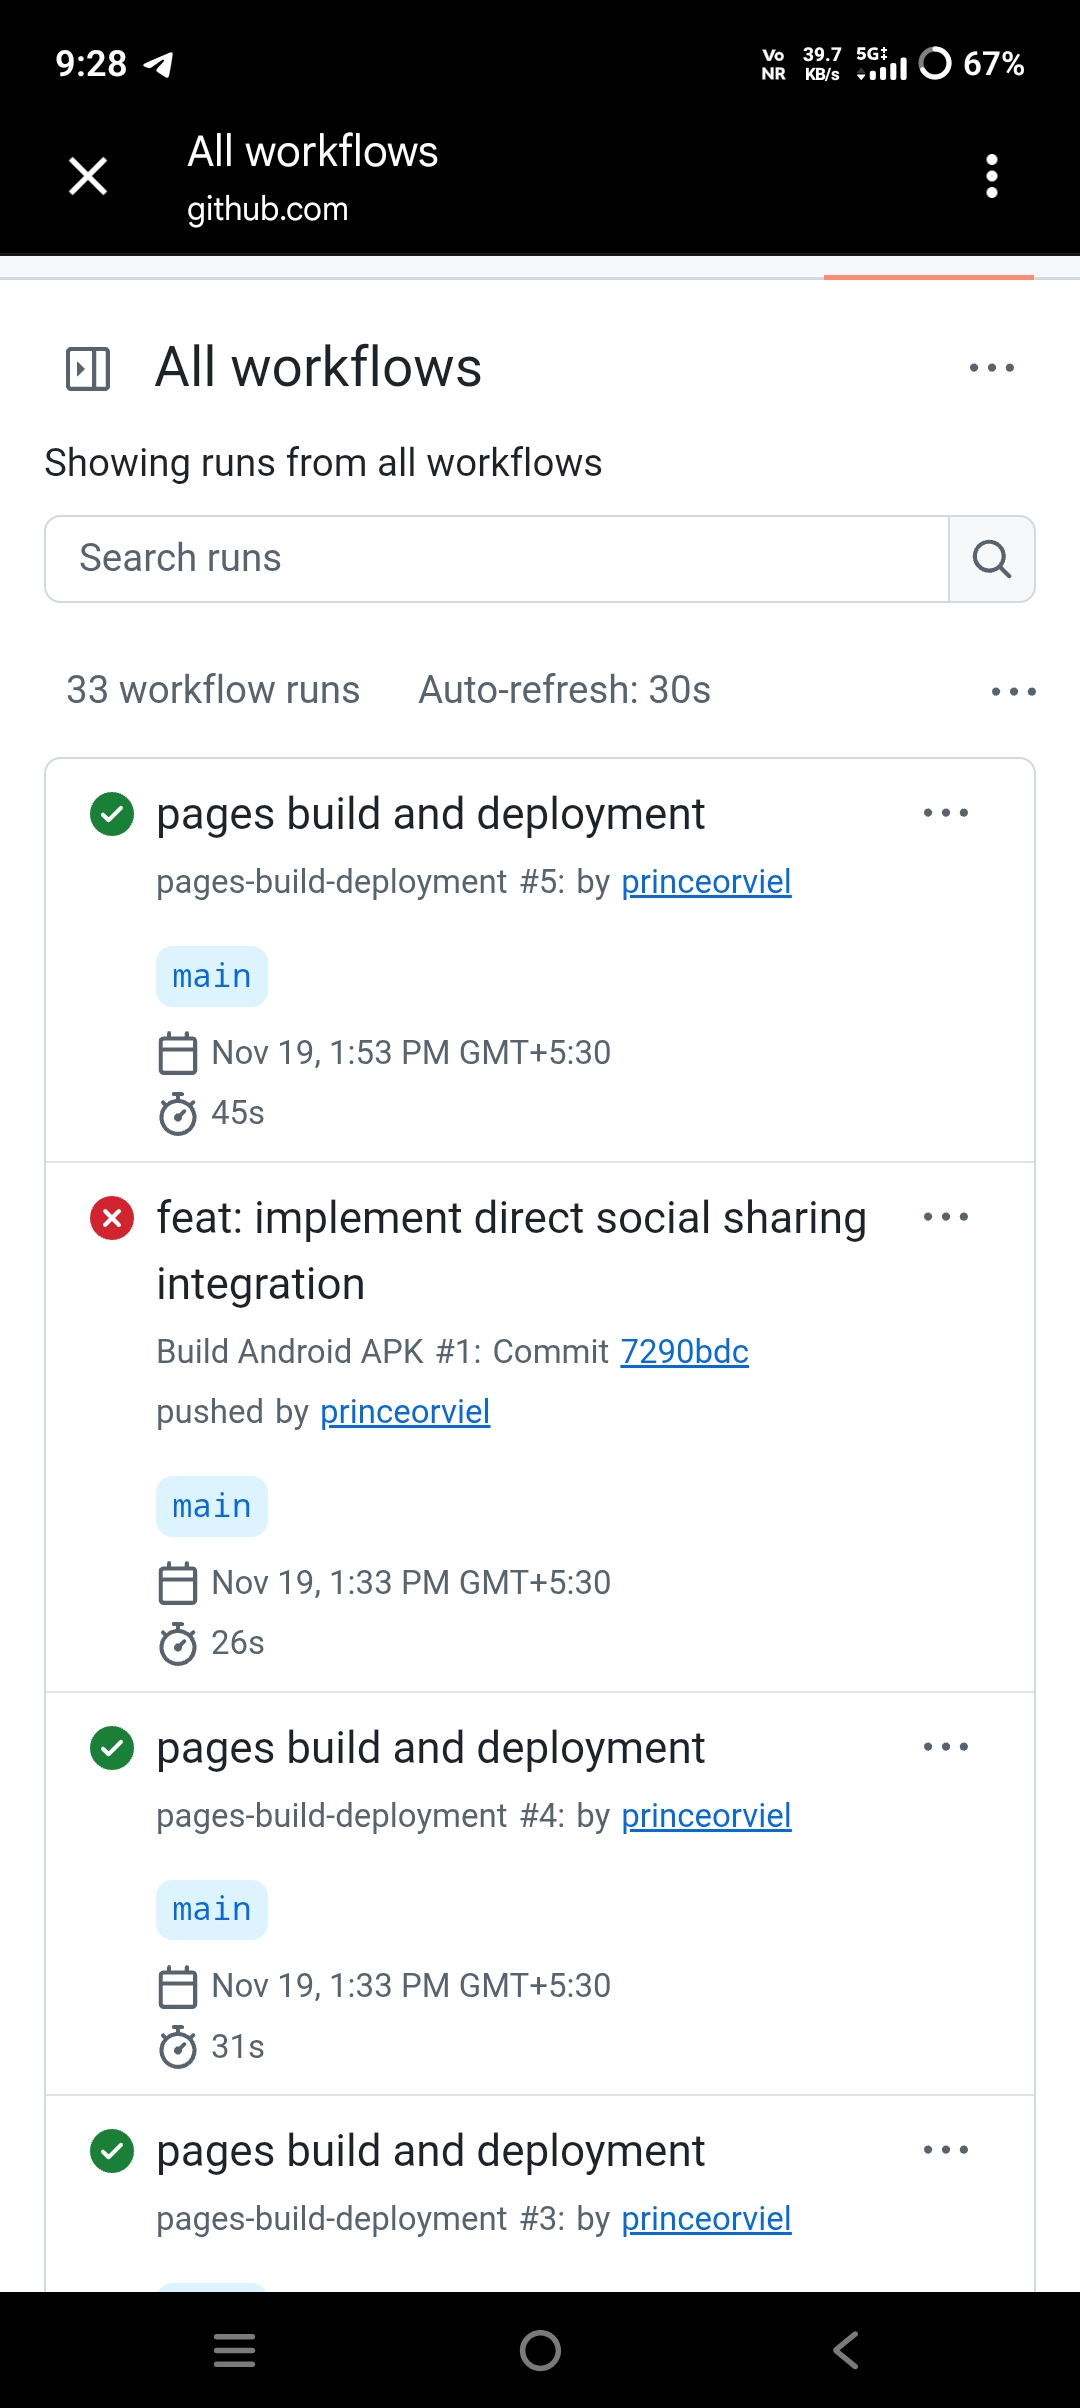 9:28
Vo NR 39.7 KB/s 5G 67%
All workflows
github.com
All workflows
Showing runs from all workflows
Search runs
33 workflow runs Auto-refresh: 30s
pages build and deployment
pages-build-deployment #5: by princeorviel
main
Nov 19, 1:53 PM GMT+5:30
45s
feat: implement direct social sharing
integration
Build Android APK #1: Commit 7290bdc
pushed by princeorviel
main
Nov 19, 1:33 PM GMT+5:30
26s
pages build and deployment
pages-build-deployment #4: by princeorviel
main
Nov 19, 1:33 PM GMT+5:30
31s
pages build and deployment
pages-build-deployment #3: by princeorviel